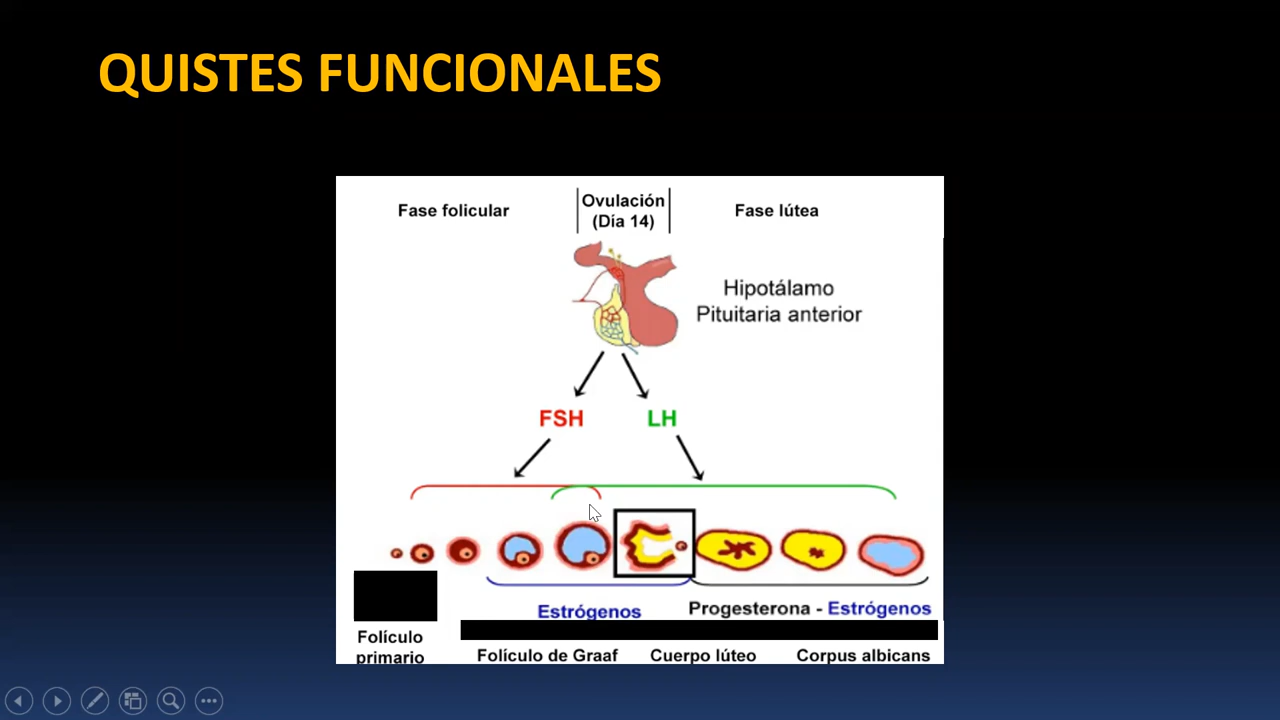 QUISTES FUNCIONALES
Fase folicular
Ovulación
(Día 14)
Fase lútea
Hipotálamo
Pituitaria anterior
FSH
LH
Estrógenos
Progesterona - Estrógenos
Folículo
primario
Folículo de Graaf
Cuerpo lúteo
Corpus albicans